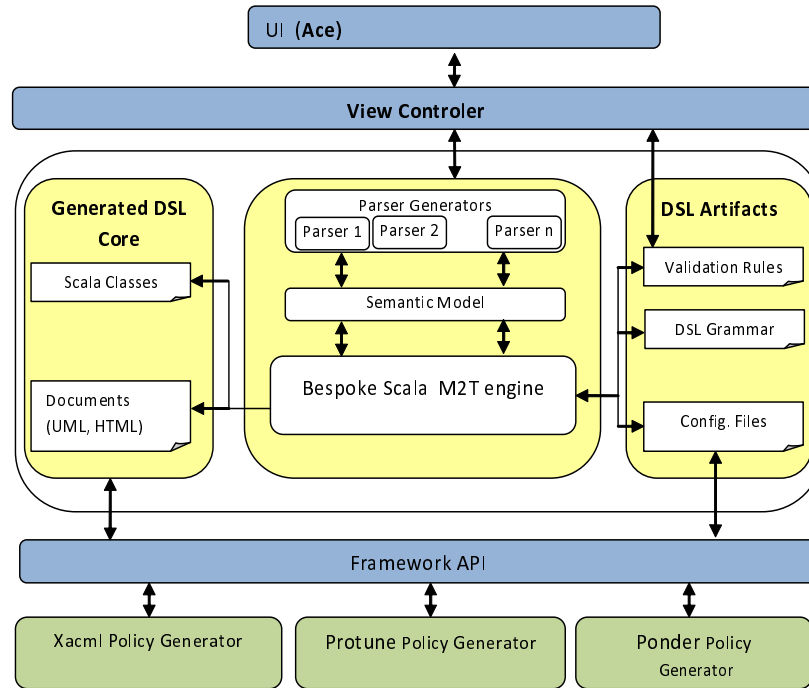 UI (Ace)
View Controler
Generated DSL
Core
Scala Classes
Documents
(UML, HTML)
Parser Generators
Parser 1
Parser 2
Parser n
Semantic Model
Bespoke Scala M2T engine
DSL Artifacts
Validation Rules
DSL Grammar
Config. Files
Framework API
Xacml Policy Generator
Protune Policy Generator
Ponder Policy
Generator